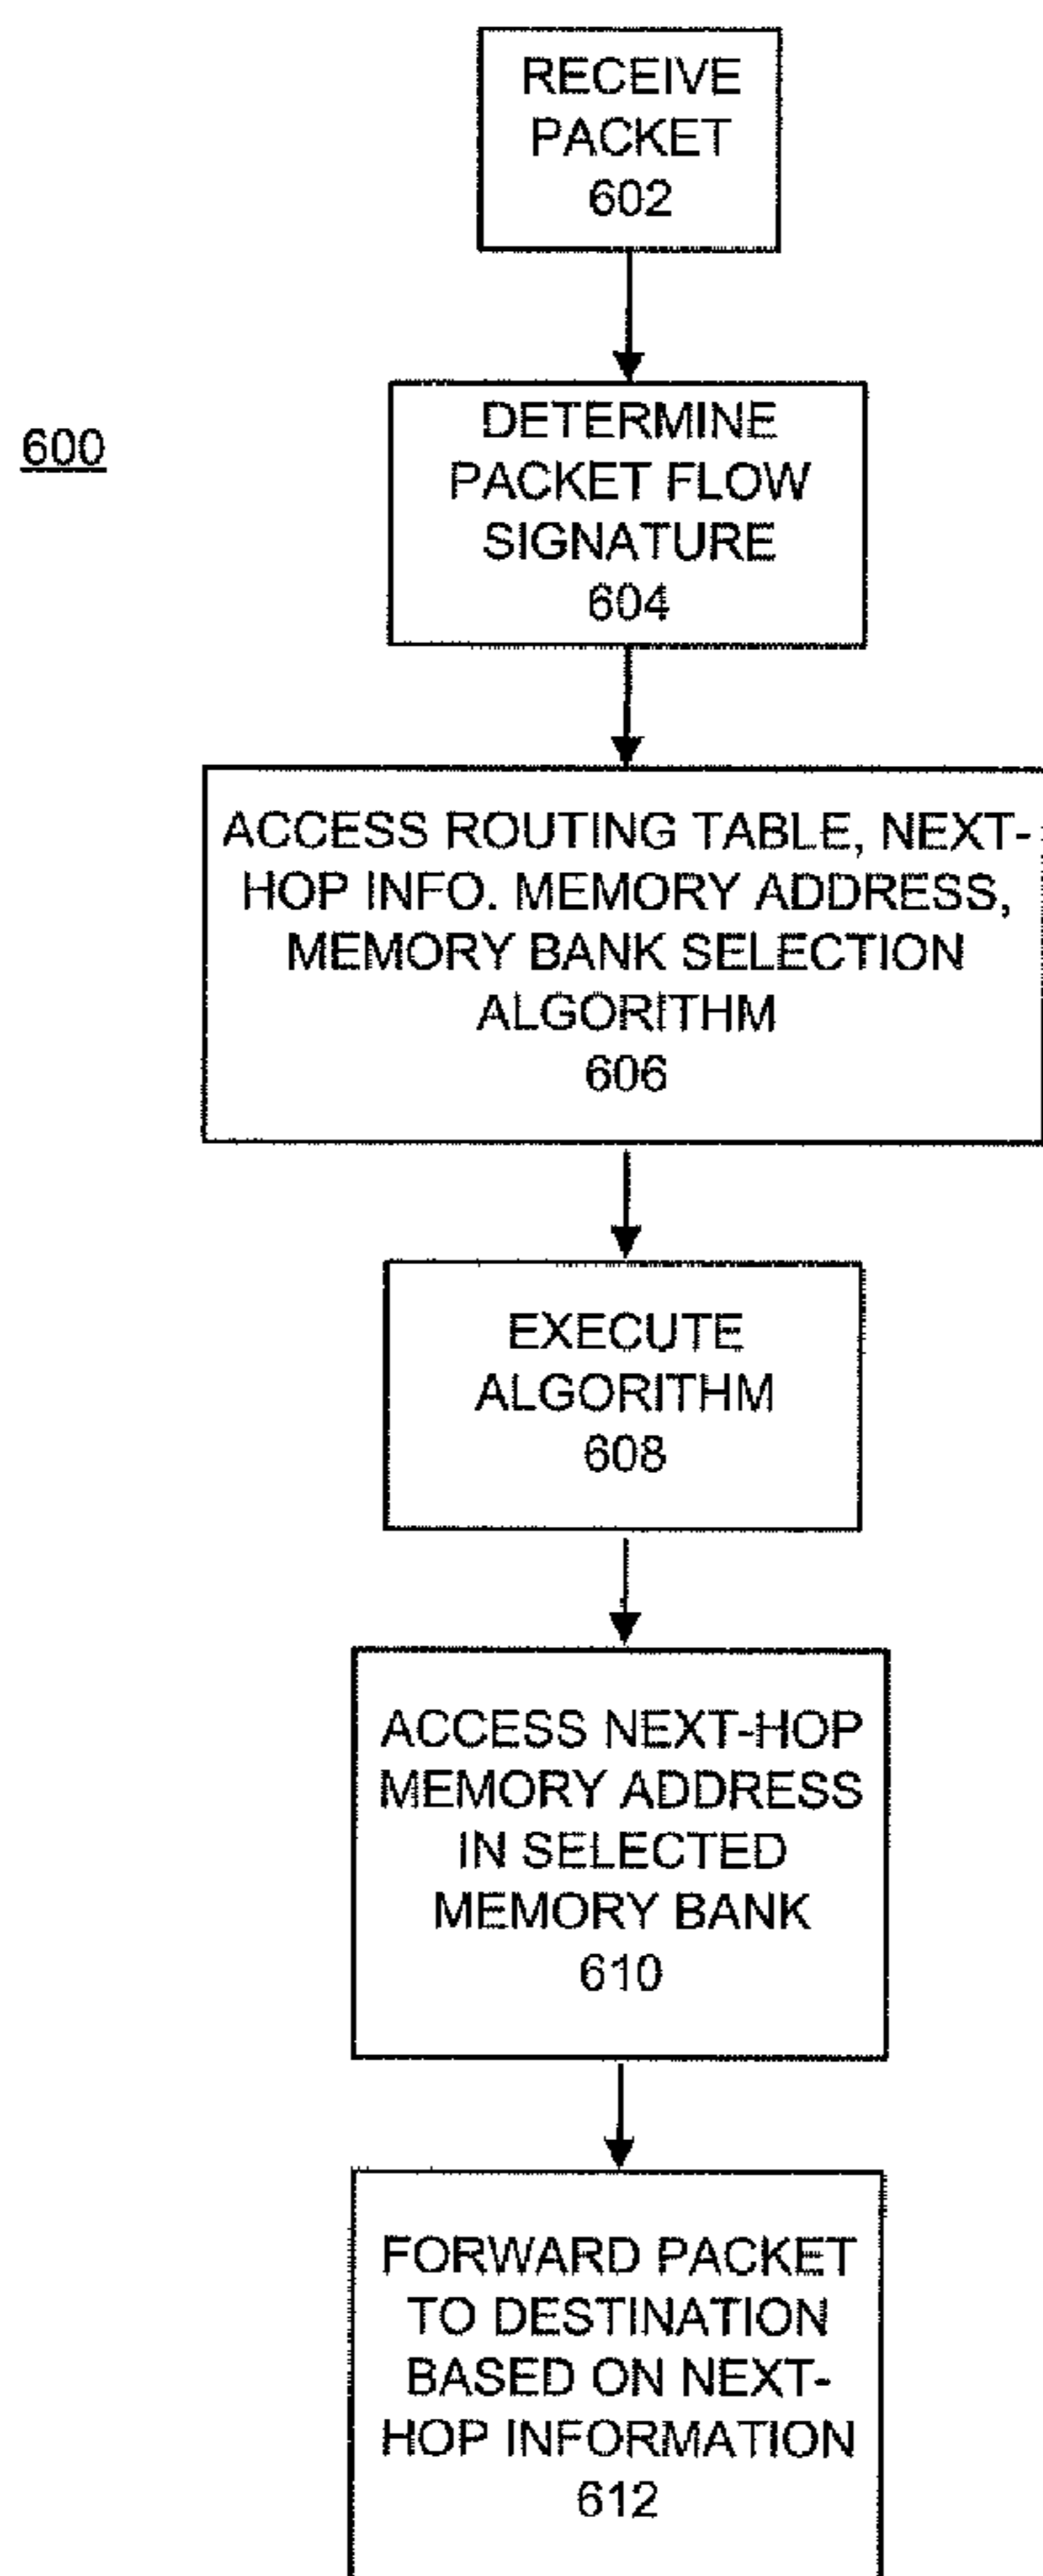 RECEIVE
PACKET
602
600
DETERMINE
PACKET FLOW
SIGNATURE
604
ACCESS ROUTING TABLE, NEXT-
HOP INFO. MEMORY ADDRESS,
MEMORY BANK SELECTION
ALGORITHM
606
EXECUTE
ALGORITHM
608
ACCESS NEXT-HOP
MEMORY ADDRESS
IN SELECTED
MEMORY BANK
610
FORWARD PACKET
TO DESTINATION
BASED ON NEXT-
HOP INFORMATION
612